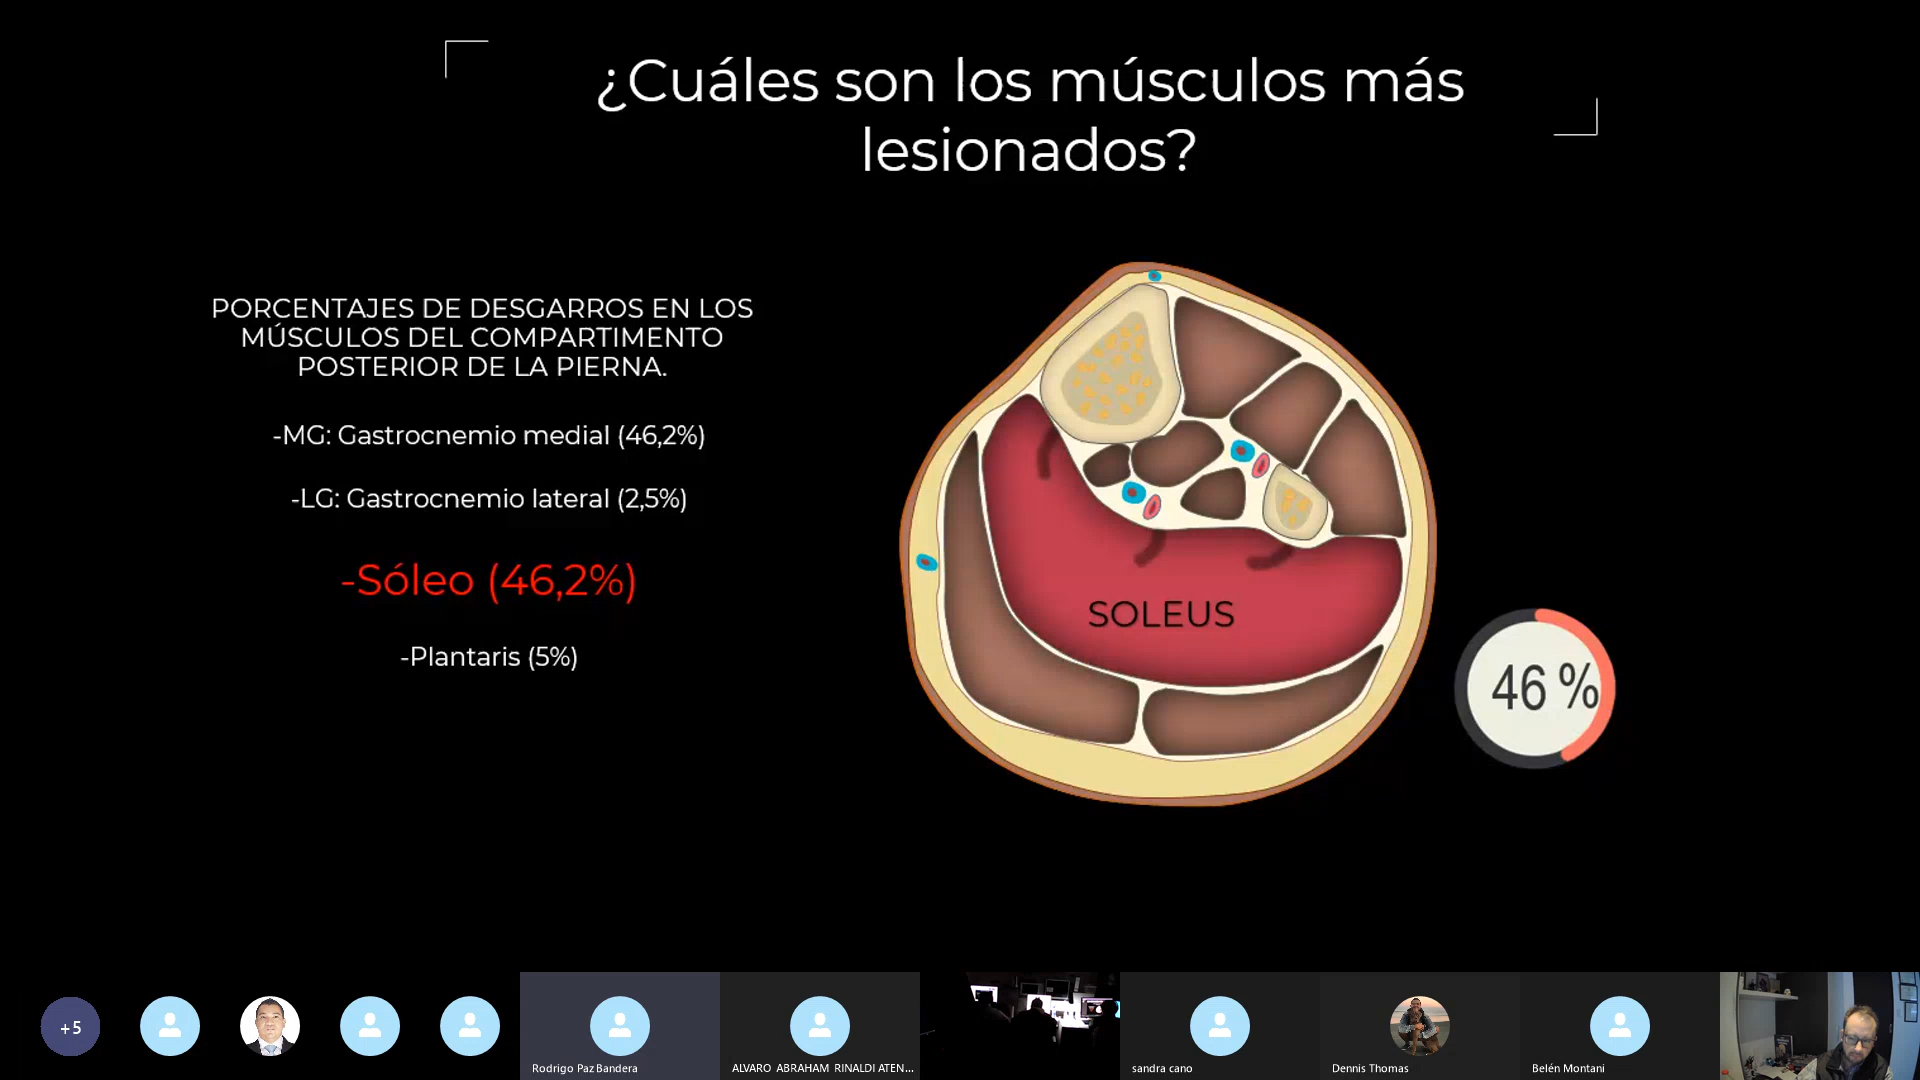 ¿Cuáles son los músculos más
lesionados?
PORCENTAJES DE DESGARROS EN LOS
MÚSCULOS DEL COMPARTIMENTO
POSTERIOR DE LA PIERNA.
-MG: Gastrocnemio medial (46,2%)
-LG: Gastrocnemio lateral (2,5%)
-Sóleo (46,2%)
-Plantaris (5%)
SOLEUS
46 %
+5
Rodrigo Paz Bandera
ALVARO ABRAHAM RINALDI ATEN...
sandra cano
Dennis Thomas
Belén Montani